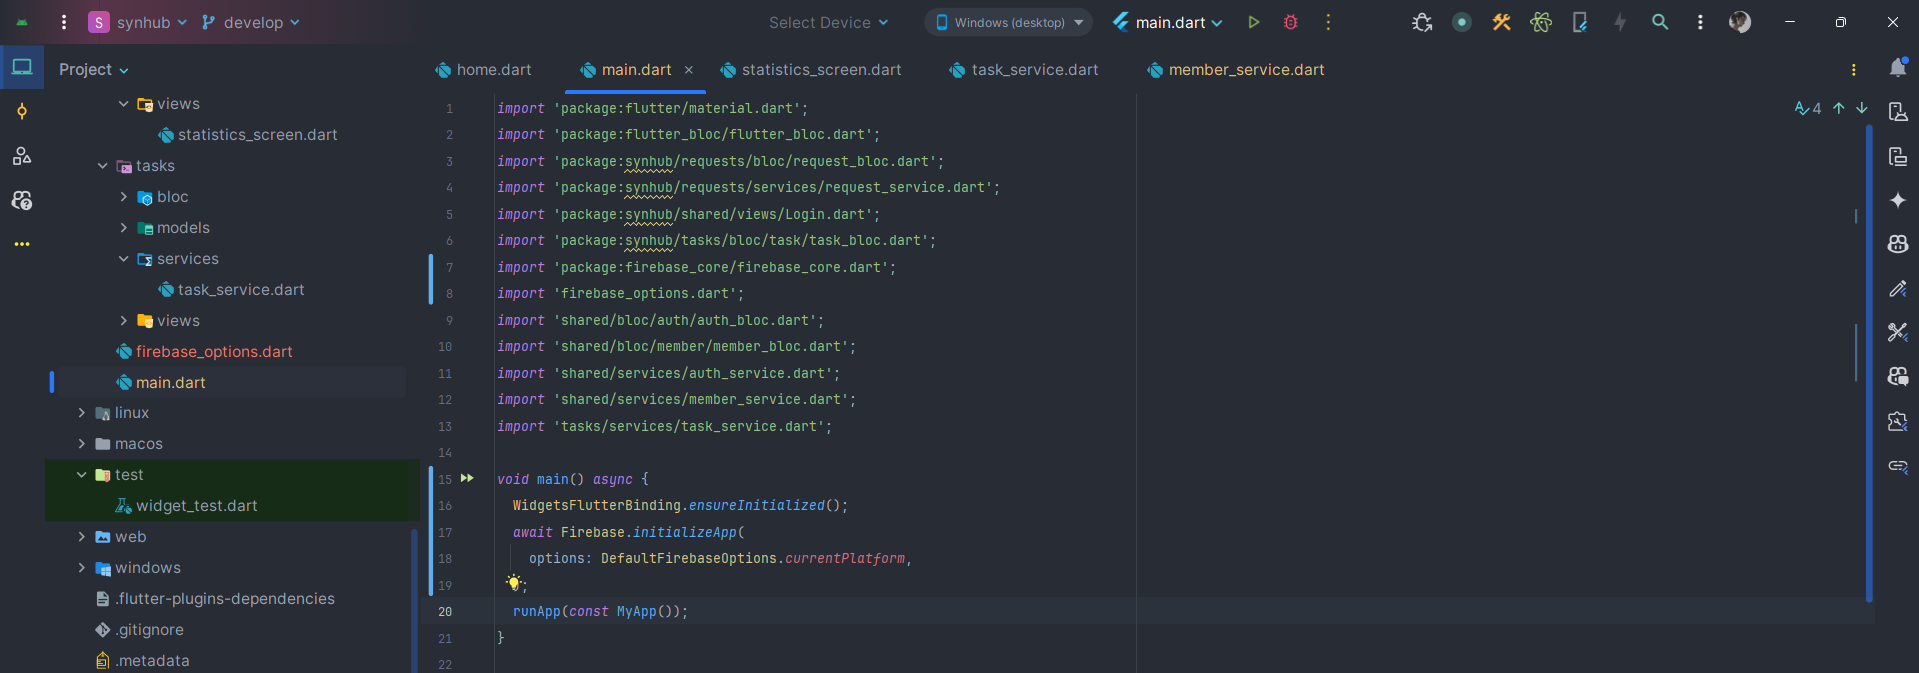 S synhub develop Select Device Windows (desktop) main.dart
Project home.dart main.dart statistics_screen.dart task_service.dart member_service.dart
views
statistics_screen.dart
tasks
bloc
models
services
task_service.dart
views
firebase_options.dart
main.dart
linux
macos
test
widget_test.dart
web
windows
.flutter-plugins-dependencies
.gitignore
.metadata
4
1 import 'package:flutter/material.dart';
2 import 'package:flutter_bloc/flutter_bloc.dart';
3 import 'package:synhub/requests/bloc/request_bloc.dart';
4 import 'package:synhub/requests/services/request_service.dart';
5 import 'package:synhub/shared/views/Login.dart';
6 import 'package:synhub/tasks/bloc/task/task_bloc.dart';
7 import 'package:firebase_core/firebase_core.dart';
8 import 'firebase_options.dart';
9 import 'shared/bloc/auth/auth_bloc.dart';
10 import 'shared/bloc/member/member_bloc.dart';
11 import 'shared/services/auth_service.dart';
12 import 'shared/services/member_service.dart';
13 import 'tasks/services/task_service.dart';
14
15 void main() async {
16 WidgetsFlutterBinding.ensureInitialized();
17 await Firebase.initializeApp(
18 options: DefaultFirebaseOptions.currentPlatform,
19 ;
20 runApp(const MyApp());
21 }
22